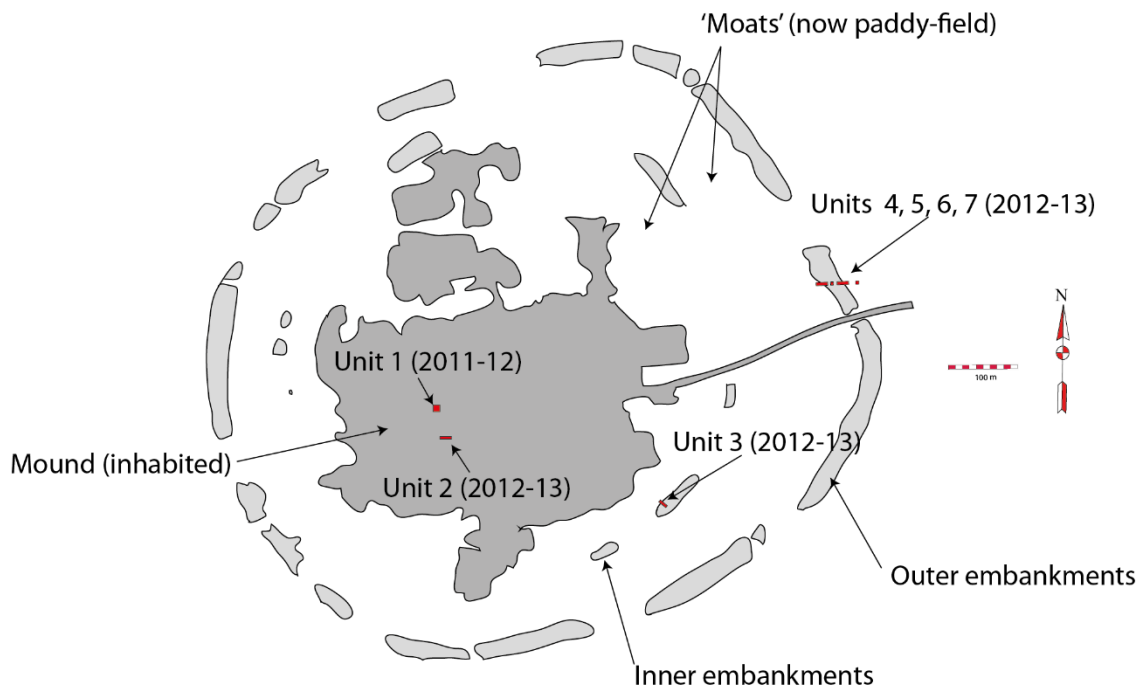 'Moats' (now paddy-field)
Units 4, 5, 6, 7 (2012-13)
N
Unit 1 (2011-12)
100 m
Unit 3 (2012-13)
Mound (inhabited)
Unit 2 (2012-13)
Outer embankments
Inner embankments